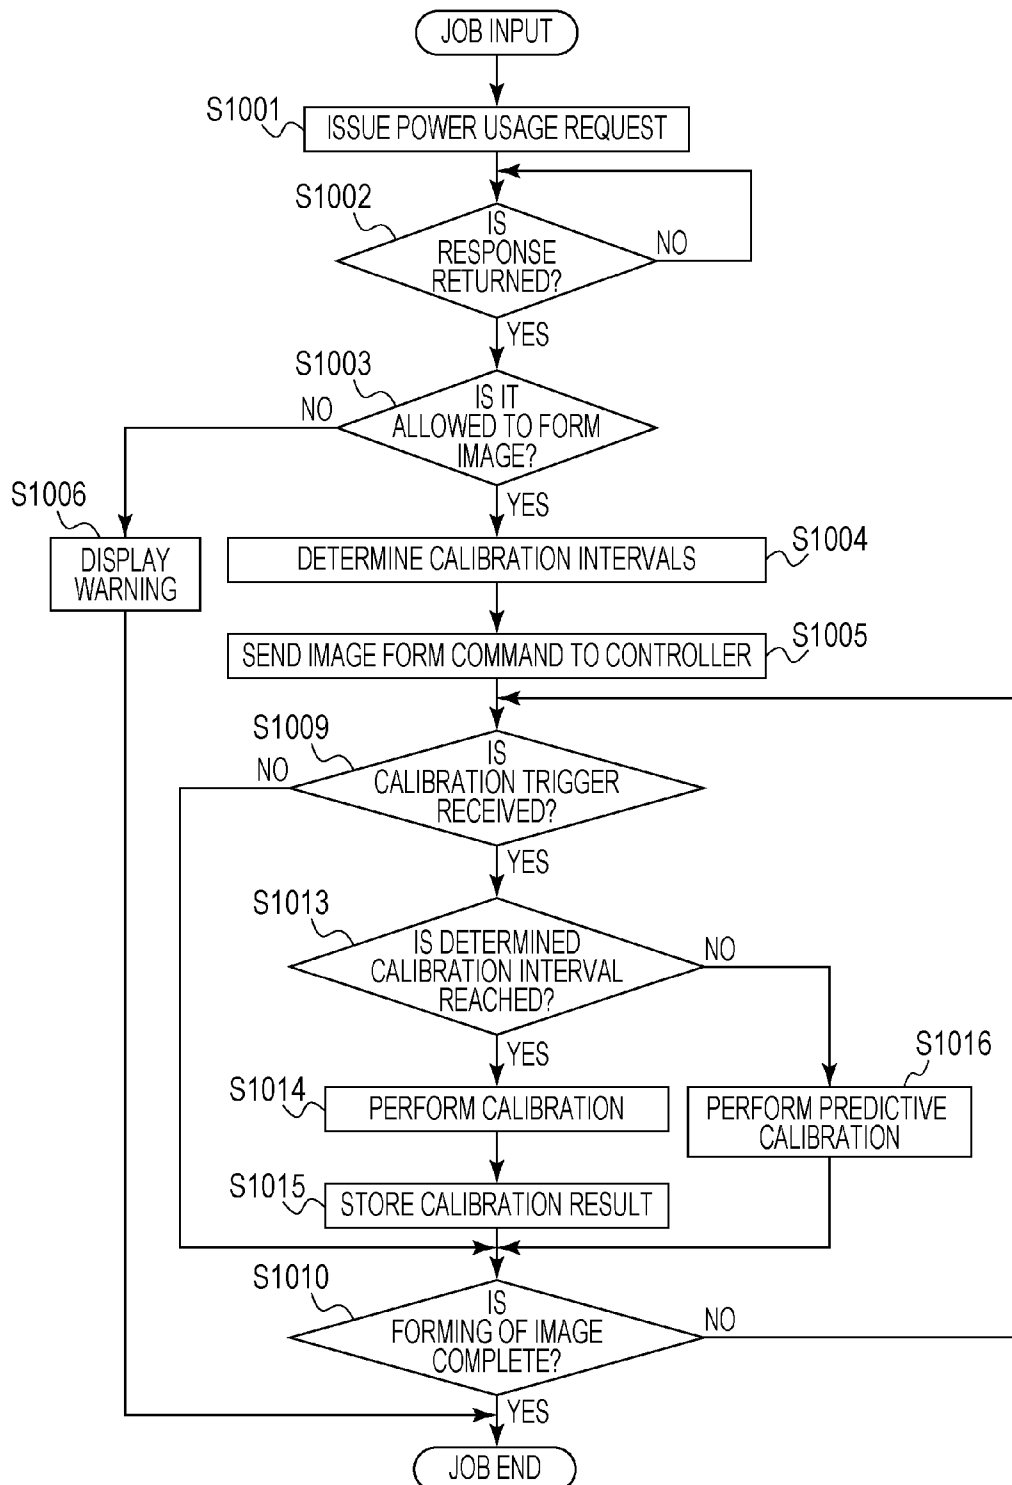 JOB INPUT
S1001
ISSUE POWER USAGE REQUEST
S1002
IS
RESPONSE
RETURNED?
NO
YES
S1003
IS IT
ALLOWED TO FORM
IMAGE?
NO
YES
S1006
DISPLAY
WARNING
DETERMINE CALIBRATION INTERVALS
S1004
SEND IMAGE FORM COMMAND TO CONTROLLER
S1005
S1009
IS
CALIBRATION TRIGGER
RECEIVED?
NO
YES
S1013
IS DETERMINED
CALIBRATION INTERVAL
REACHED?
NO
YES
S1014
PERFORM CALIBRATION
S1016
PERFORM PREDICTIVE
CALIBRATION
S1015
STORE CALIBRATION RESULT
S1010
IS
FORMING OF IMAGE
COMPLETE?
NO
YES
JOB END